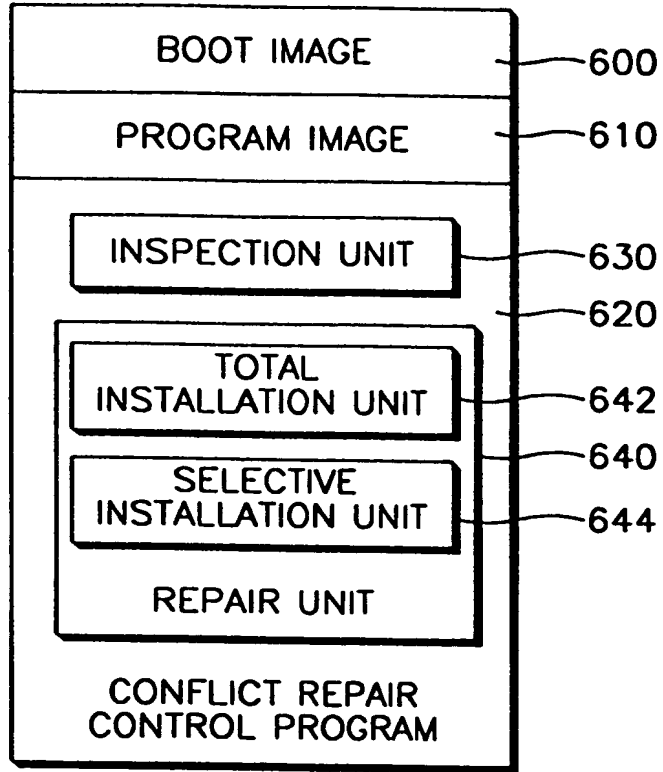 BOOT IMAGE
600
PROGRAM IMAGE
610
INSPECTION UNIT
630
620
TOTAL
INSTALLATION UNIT
642
640
SELECTIVE
INSTALLATION UNIT
644
REPAIR UNIT
CONFLICT REPAIR
CONTROL PROGRAM